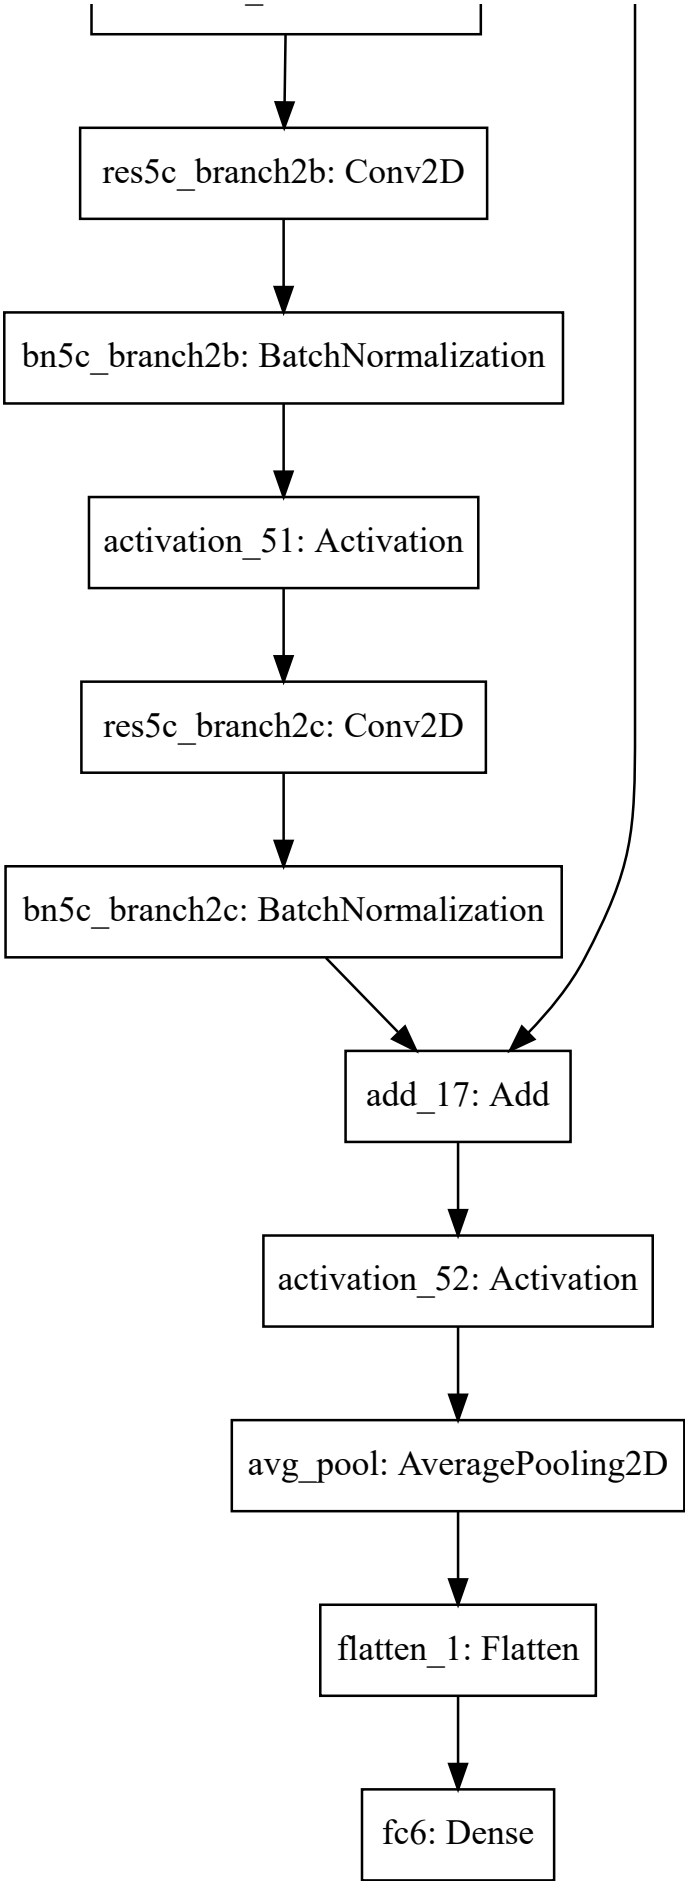 res5c_branch2b: Conv2D
bn5c_branch2b: BatchNormalization
activation_51: Activation
res5c_branch2c: Conv2D
bn5c_branch2c: BatchNormalization
add_17: Add
activation_52: Activation
avg_pool: AveragePooling2D
flatten_1: Flatten
fc6: Dense